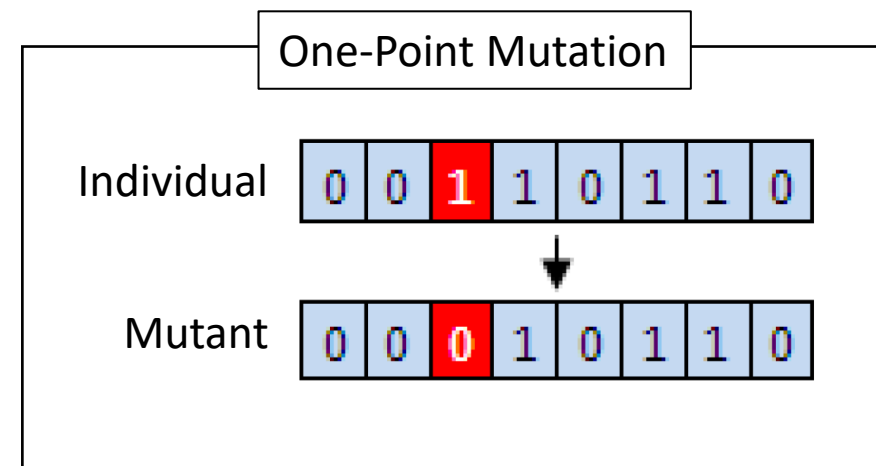 One-Point Mutation
Individual 0 0 1 1 0 1 1 0
Mutant 0 0 0 1 0 1 1 0